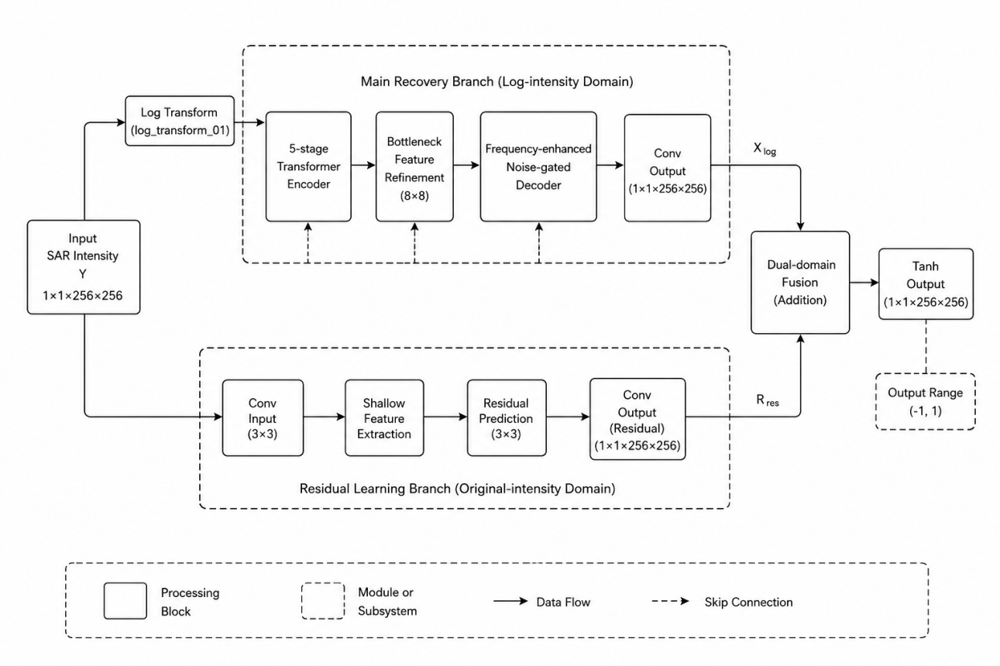 Main Recovery Branch (Log-intensity Domain)
Log Transform
(log_transform_01)
5-stage
Transformer
Encoder
Bottleneck
Feature
Refinement
(8×8)
Frequency-enhanced
Noise-gated
Decoder
Conv
Output
(1×1×256×256)
X log
Input
SAR Intensity
Y
1×1×256×256
Dual-domain
Fusion
(Addition)
Tanh
Output
(1×1×256×256)
Output Range
(-1, 1)
Conv
Input
(3×3)
Shallow
Feature
Extraction
Residual
Prediction
(3×3)
Conv
Output
(Residual)
(1×1×256×256)
R res
Residual Learning Branch (Original-intensity Domain)
Processing
Block
Module or
Subsystem
Data Flow
Skip Connection